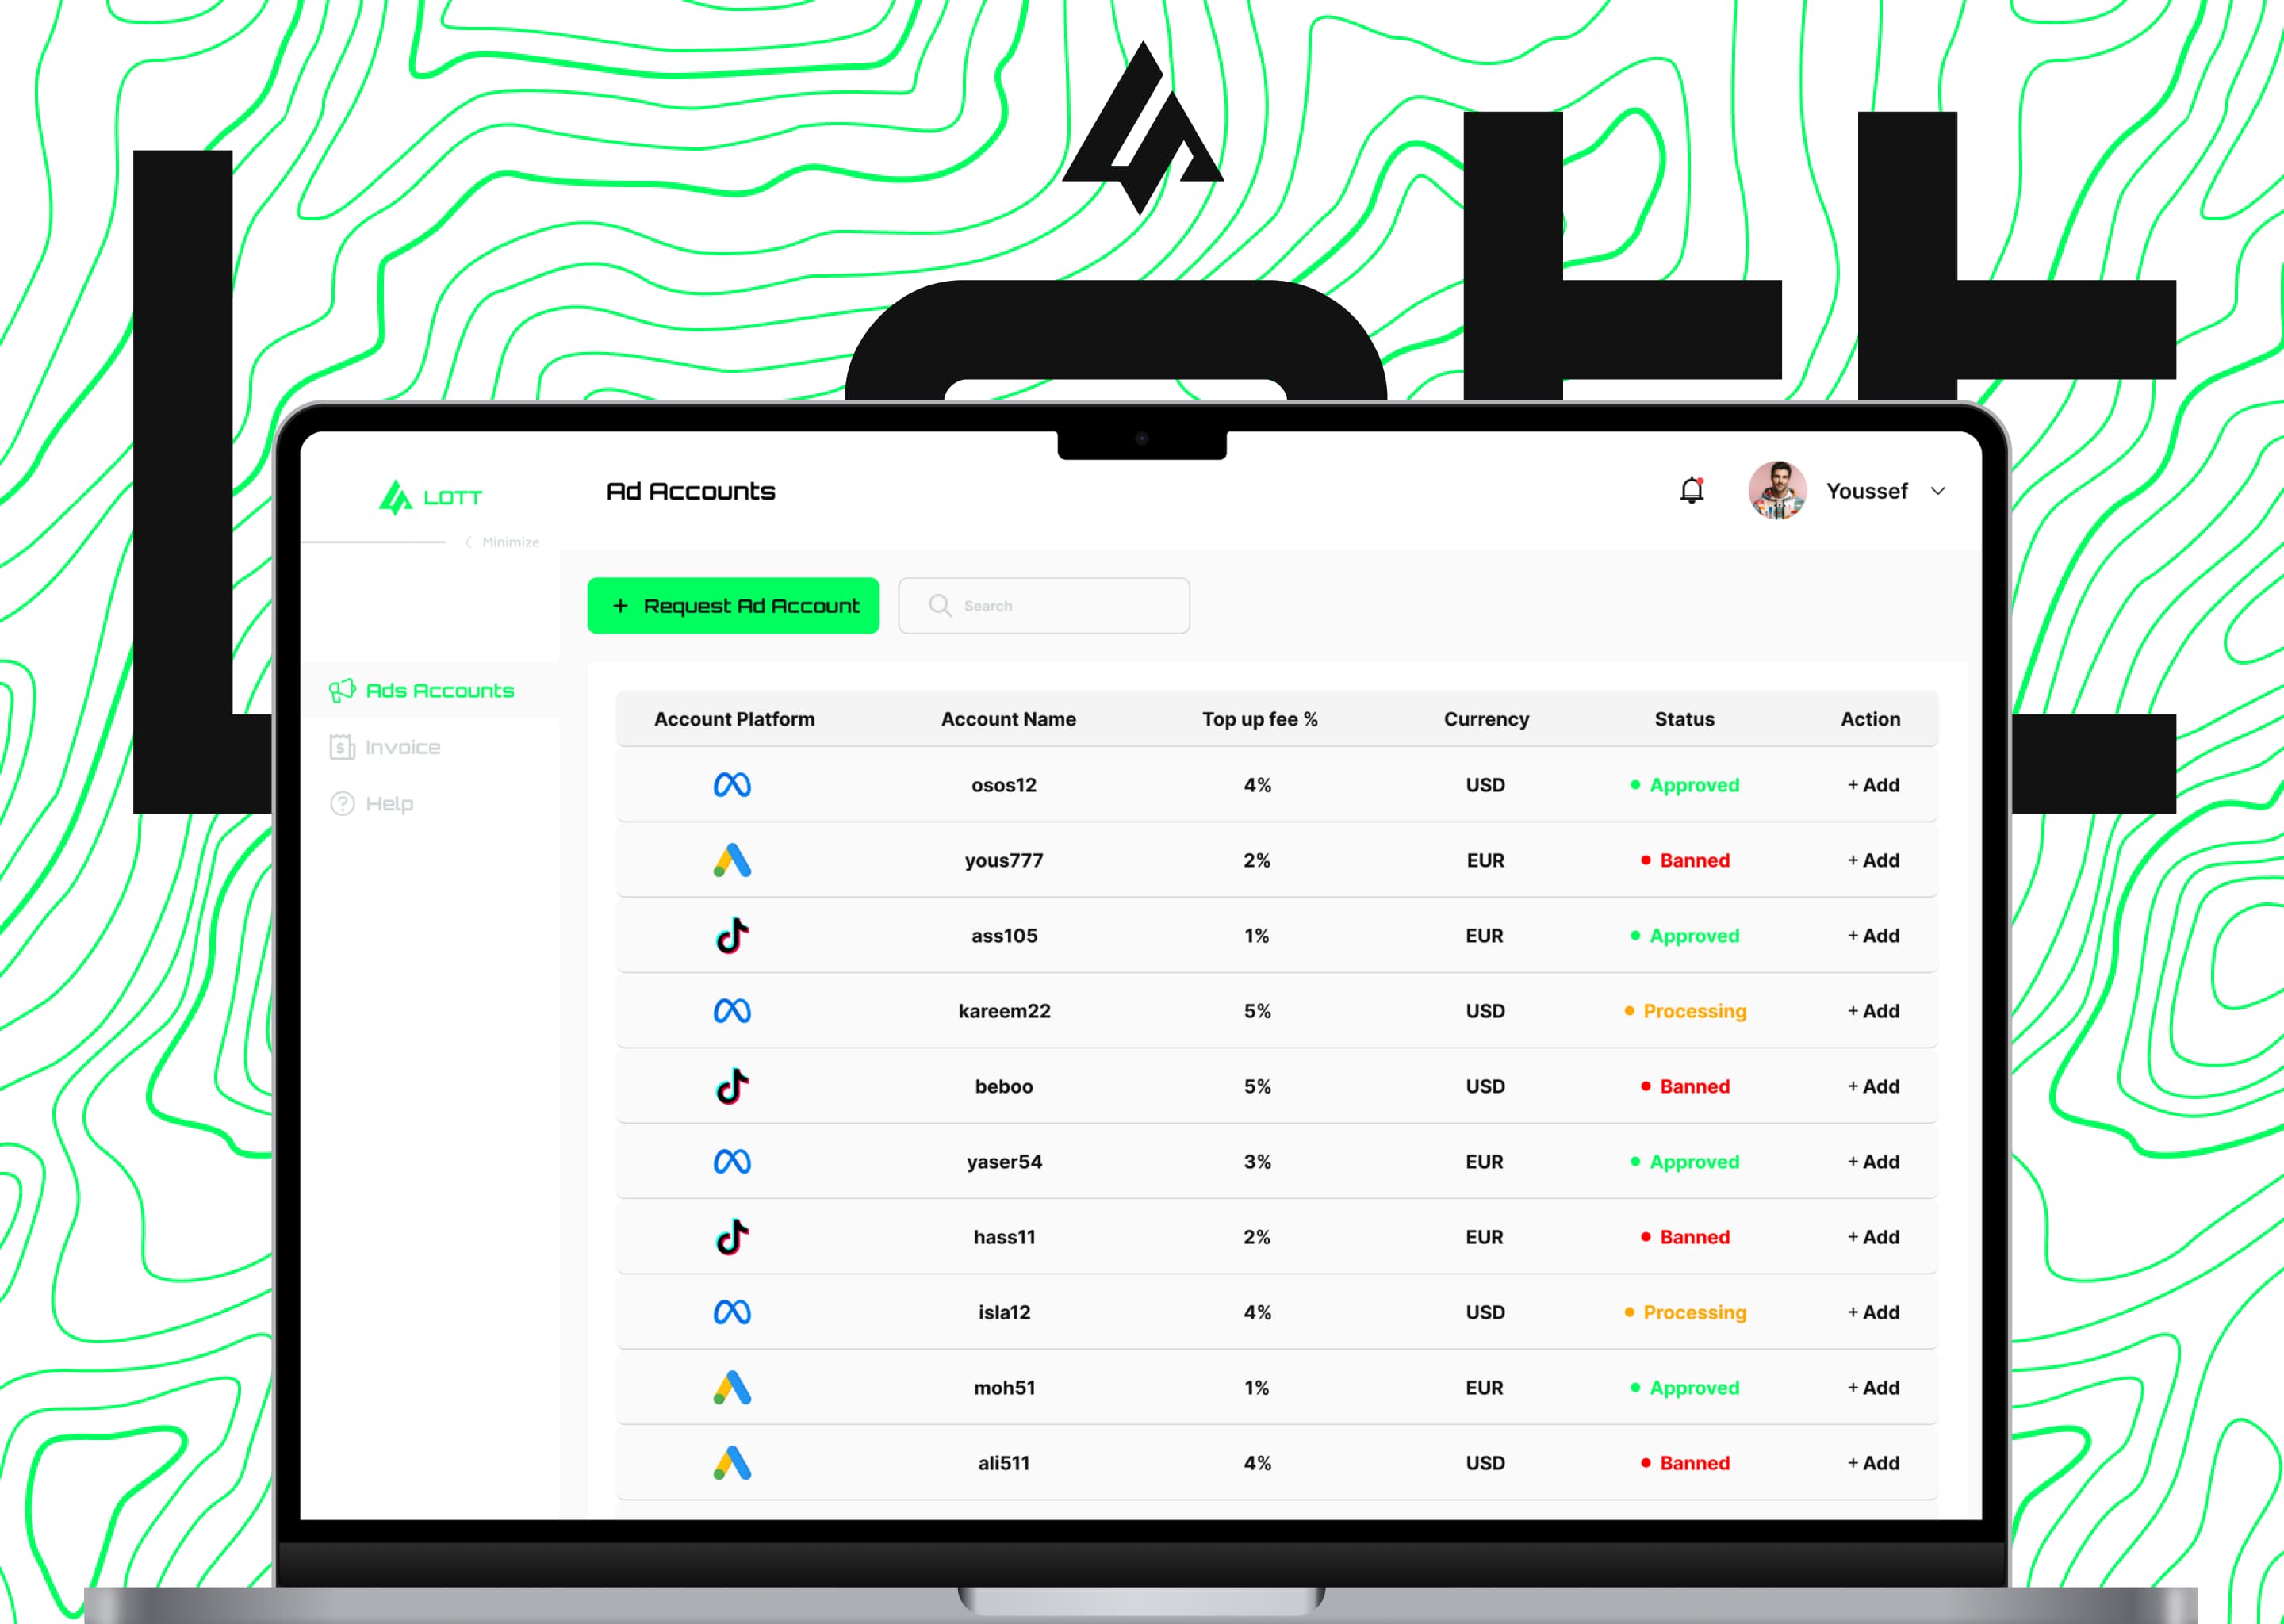 LOTT
Ad Accounts
Youssef
Minimize
+ Request Ad Account
Search
Ads Accounts
Invoice
Help
Account Platform Account Name Top up fee % Currency Status Action
osos12 4% USD Approved + Add
yous777 2% EUR Banned + Add
ass105 1% EUR Approved + Add
kareem22 5% USD Processing + Add
beboo 5% USD Banned + Add
yaser54 3% EUR Approved + Add
hass11 2% EUR Banned + Add
isla12 4% USD Processing + Add
moh51 1% EUR Approved + Add
ali511 4% USD Banned + Add